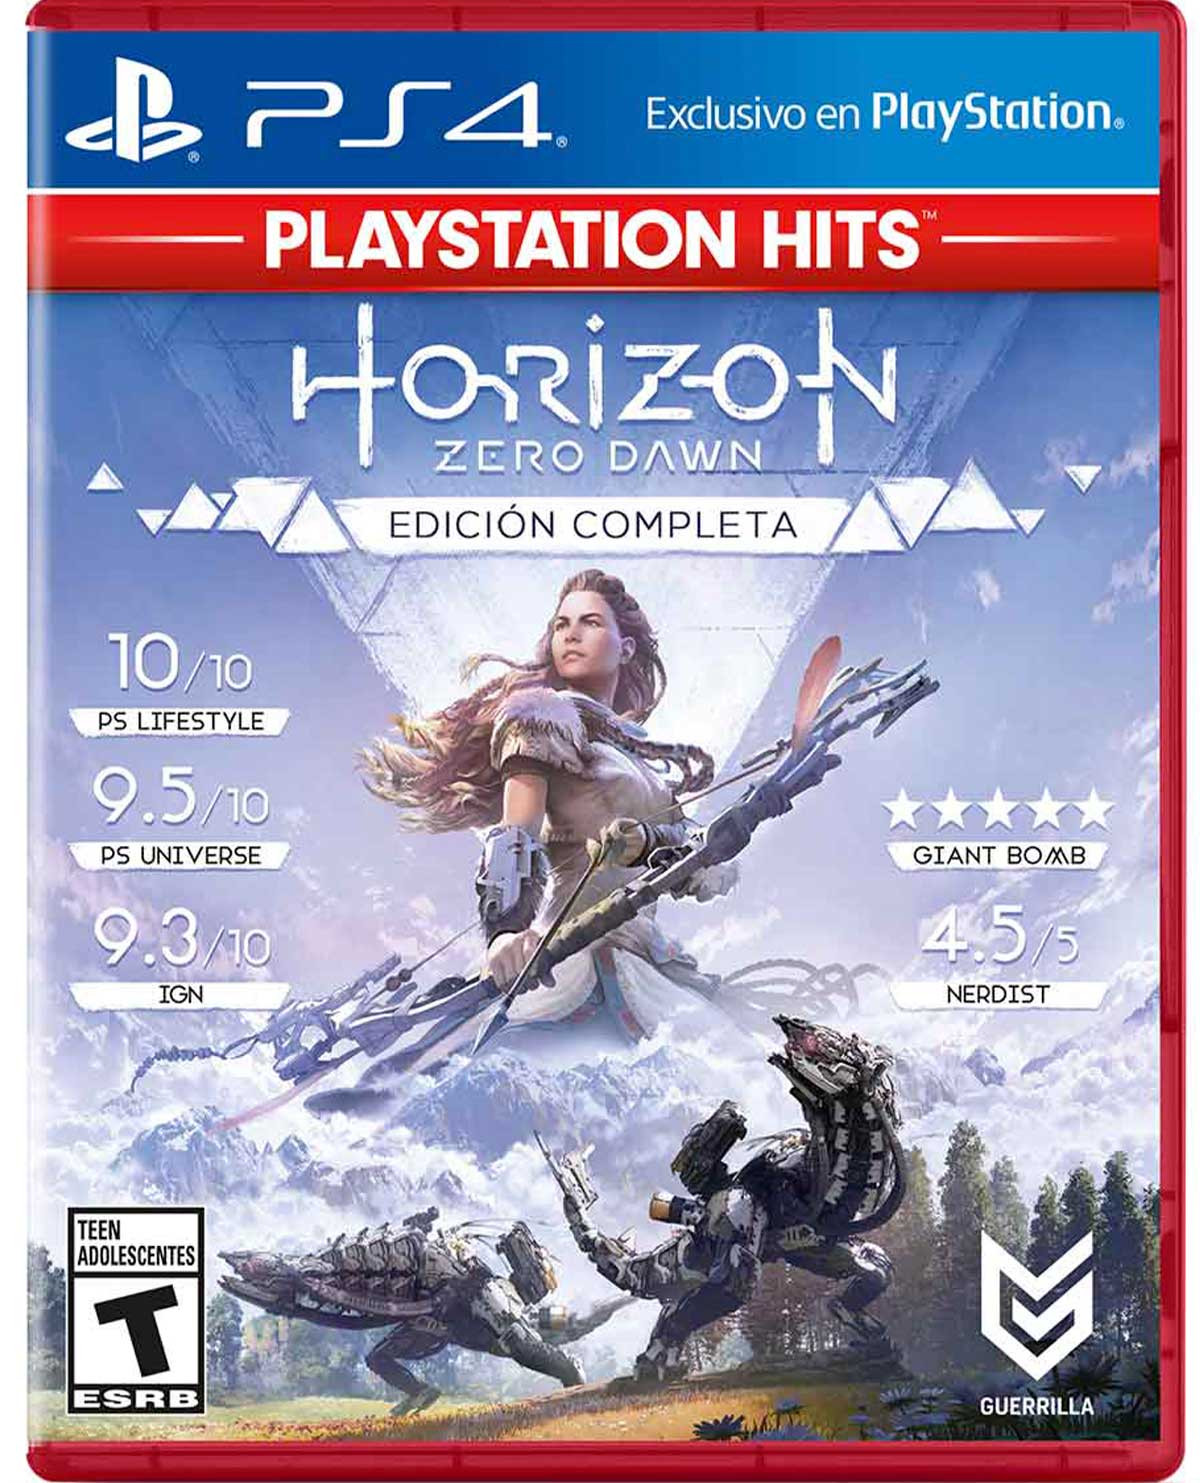 PS4®
Exclusivo en PlayStation®
PLAYSTATION HITS™
HORIZON
ZERO DAWN
EDICIÓN COMPLETA
10/10
PS LIFESTYLE
9.5/10
PS UNIVERSE
9.3/10
IGN
GIANT BOMB
4.5/5
NERDIST
TEEN
ADOLESCENTES
T
ESRB
GUERRILLA